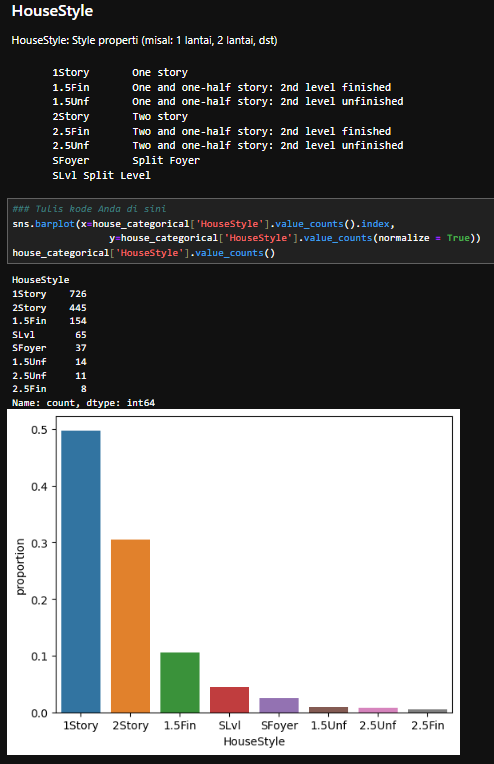 HouseStyle
HouseStyle: Style properti (misal: 1 lantai, 2 lantai, dst)
1Story One story
1.5Fin One and one-half story: 2nd level finished
1.5Unf One and one-half story: 2nd level unfinished
2Story Two story
2.5Fin Two and one-half story: 2nd level finished
2.5Unf Two and one-half story: 2nd level unfinished
SFoyer Split Foyer
SLvl Split Level
### Tulis kode Anda di sini
sns.barplot(x=house_categorical['HouseStyle'].value_counts().index,
y=house_categorical['HouseStyle'].value_counts(normalize = True))
house_categorical['HouseStyle'].value_counts()
HouseStyle
1Story 726
2Story 445
1.5Fin 154
SLvl 65
SFoyer 37
1.5Unf 14
2.5Unf 11
2.5Fin 8
Name: count, dtype: int64
0.5
0.4
0.3
0.2
0.1
0.0
proportion
1Story 2Story 1.5Fin SLvl SFoyer 1.5Unf 2.5Unf 2.5Fin
HouseStyle